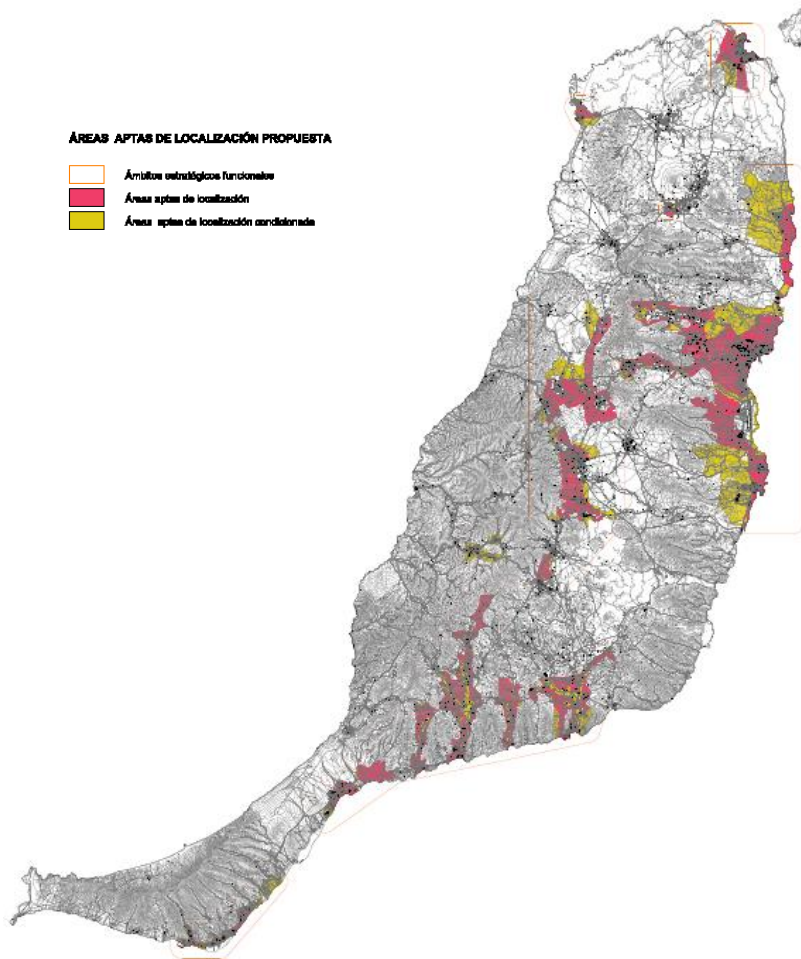 ÁREAS APTAS DE LOCALIZACIÓN PROPUESTA
Ámbitos estratégicos funcionales
Áreas aptas de localización
Áreas aptas de localización condicionada